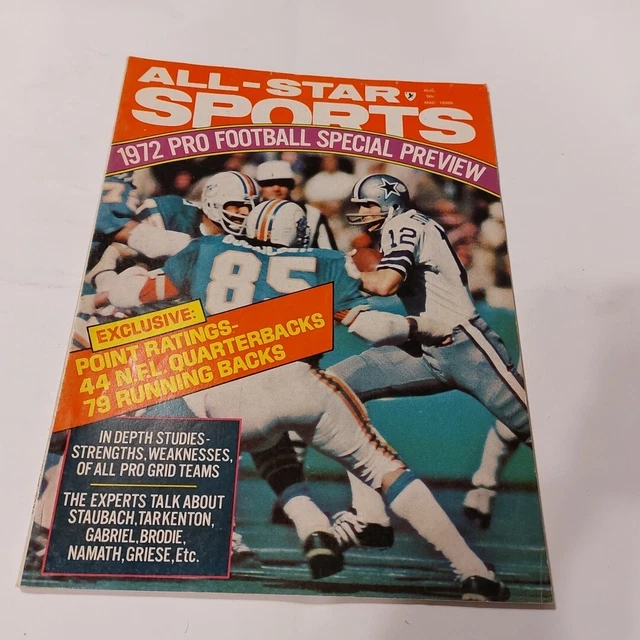 ALL-STAR
SPORTS
AUG.
1972 PRO FOOTBALL SPECIAL PREVIEW
12
85
EXCLUSIVE:
POINT RATINGS-
44 N.F.L. QUARTERBACKS
79 RUNNING BACKS
IN DEPTH STUDIES-
STRENGTHS, WEAKNESSES,
OF ALL PRO GRID TEAMS
THE EXPERTS TALK ABOUT
STAUBACH, TARKENTON,
GABRIEL, BRODIE,
NAMATH, GRIESE, Etc.